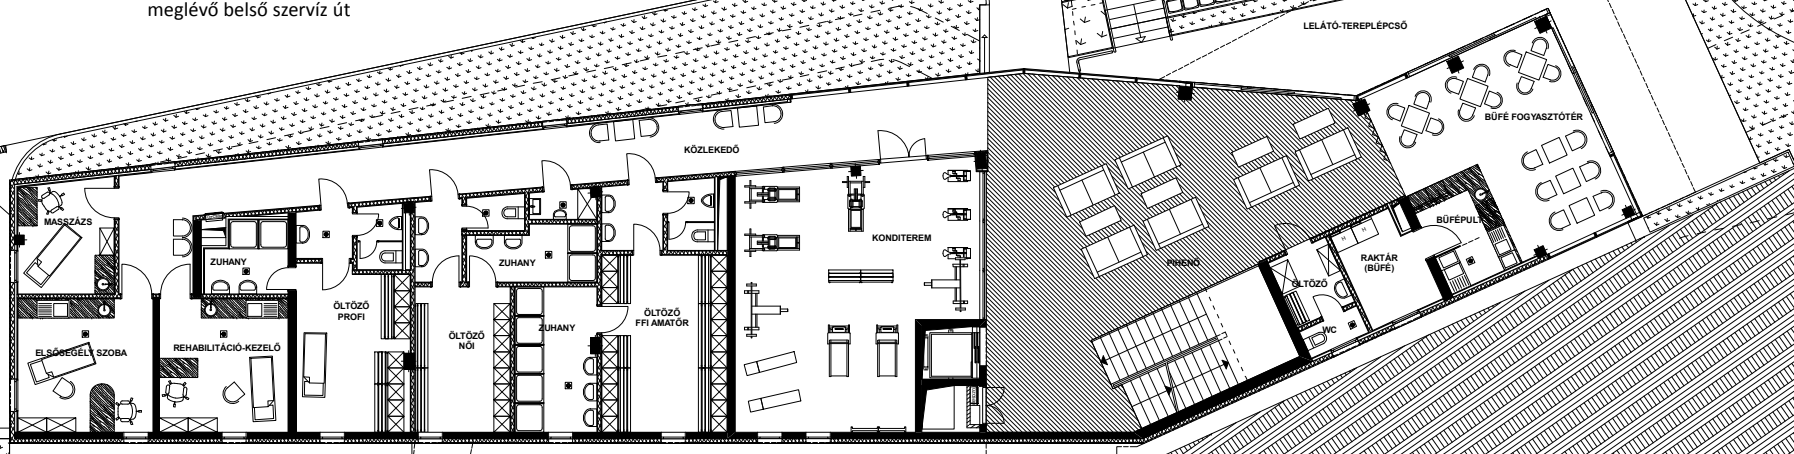 meglévő belső szervíz út
LELÁTÓ-TEREPLÉPCSŐ
BÜFÉ FOGYASZTÓTÉR
KÖZLEKEDŐ
MASSZÁZS
KONDITEREM
BÜFÉPULT
ZUHANY
ZUHANY
PIHENŐ
RAKTÁR
(BÜFÉ)
ÖLTÖZŐ
ÖLTÖZŐ
PROFI
ÖLTÖZŐ
FFI AMATŐR
ZUHANY
WC
ÖLTÖZŐ
NŐI
ELSŐSEGÉLY SZOBA
REHABILITÁCIÓ-KEZELŐ